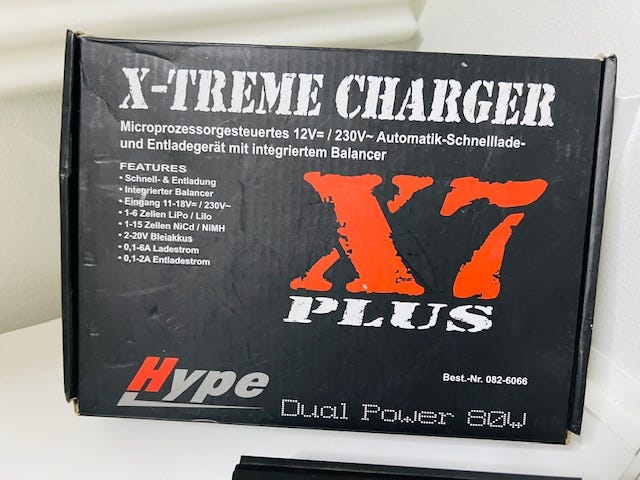 X-TREME CHARGER
Microprozessorgesteuertes 12V= / 230V~ Automatik-Schnelllade-
und Entladegerät mit integriertem Balancer
FEATURES
• Schnell- & Entladung
• Integrierter Balancer
• Eingang 11-18V= / 230V~
• 1-6 Zellen LiPo / LiIo
• 1-15 Zellen NiCd / NiMH
• 2-20V Bleiakkus
• 0,1-6A Ladestrom
• 0,1-2A Entladestrom
X7
PLUS
Best.-Nr. 082-6066
Hype
Dual Power 80W